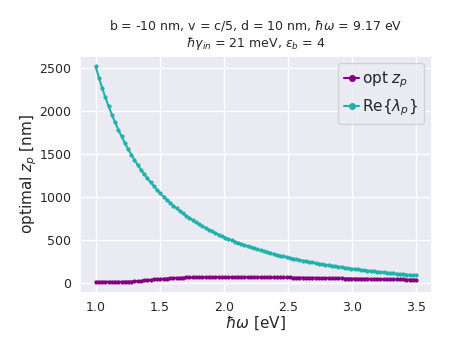 b = -10 nm, v = c/5, d = 10 nm, ℏω = 9.17 eV
ℏγ_in = 21 meV, ε_b = 4
opt z_p
Re{λ_p}
optimal z_p [nm]
2500
2000
1500
1000
500
0
1.0 1.5 2.0 2.5 3.0 3.5
ℏω [eV]